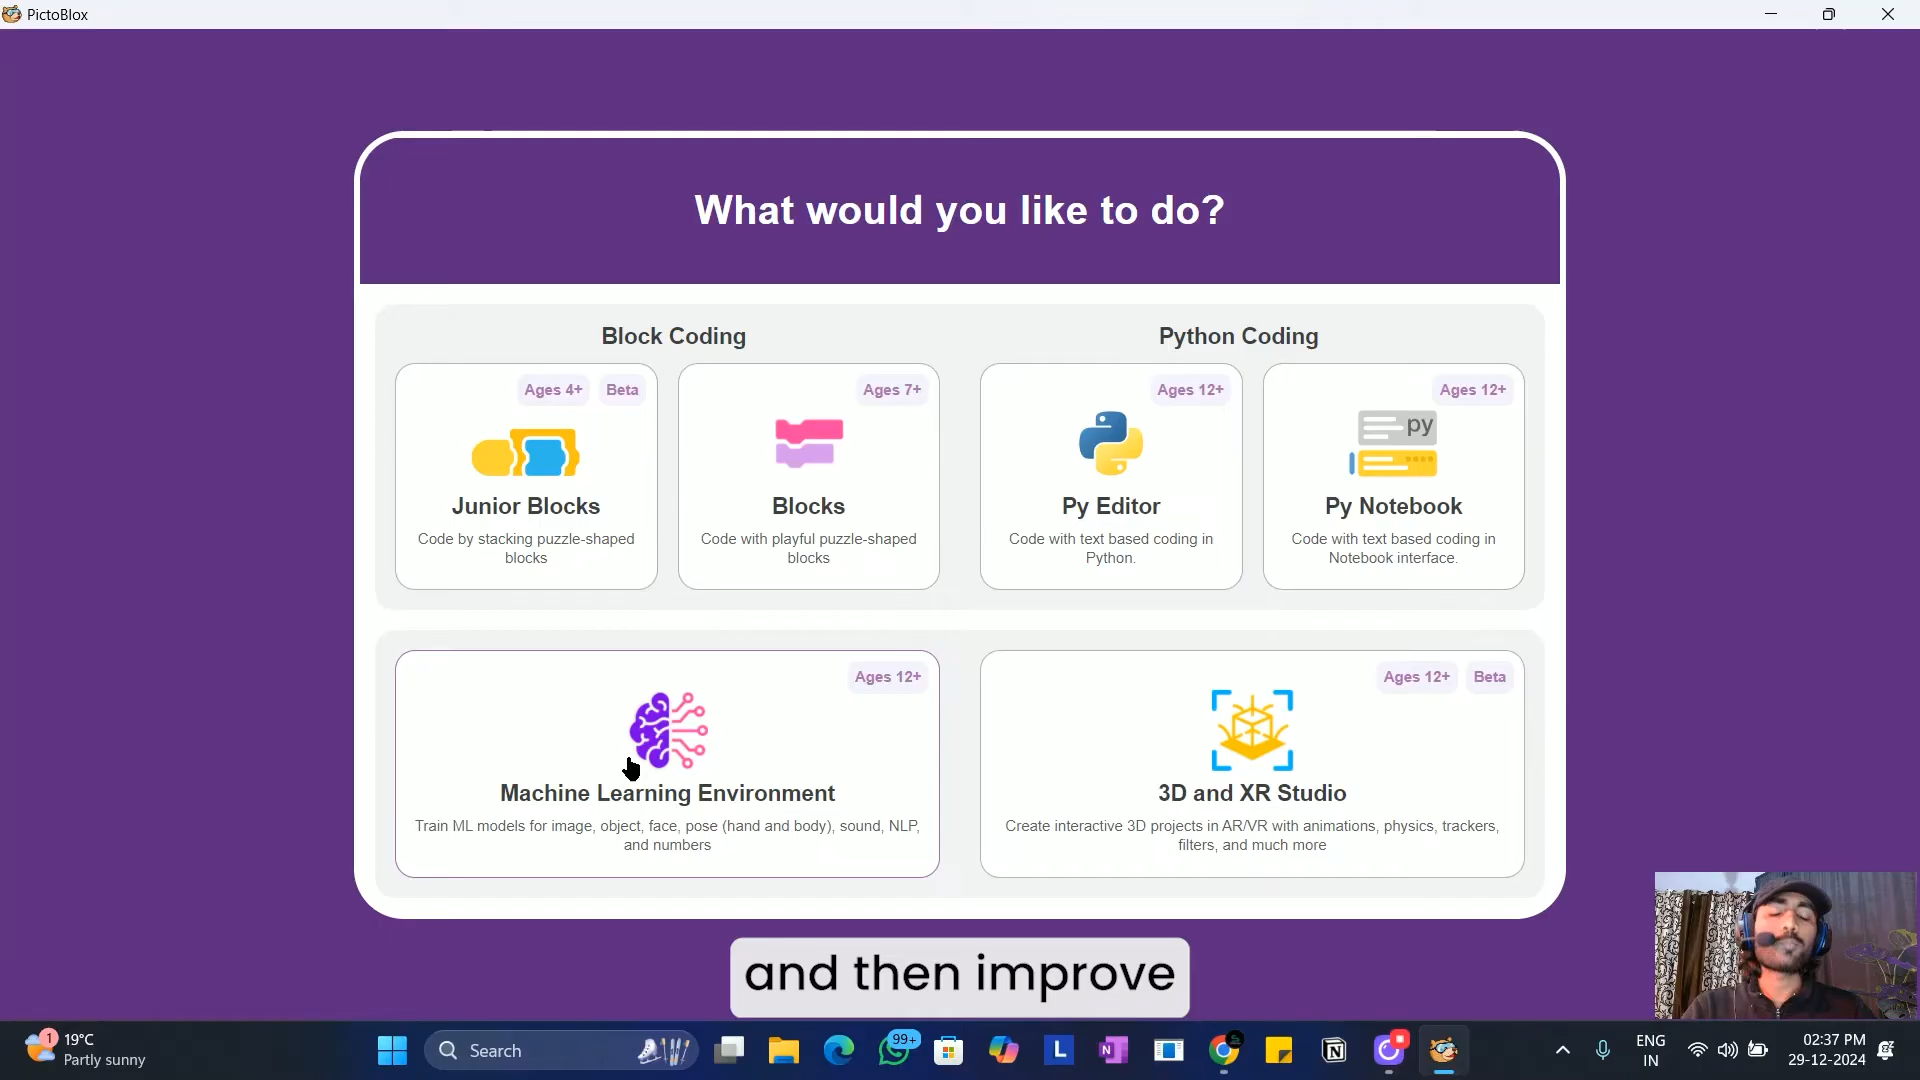 PictoBlox
What would you like to do?
Block Coding
Python Coding
Ages 4+
Beta
Junior Blocks
Code by stacking puzzle-shaped
blocks
Ages 7+
Blocks
Code with playful puzzle-shaped
blocks
Ages 12+
Py Editor
Code with text based coding in
Python.
Ages 12+
py
Py Notebook
Code with text based coding in
Notebook interface.
Ages 12+
Machine Learning Environment
Train ML models for image, object, face, pose (hand and body), sound, NLP,
and numbers
Ages 12+
Beta
3D and XR Studio
Create interactive 3D projects in AR/VR with animations, physics, trackers,
filters, and much more
and then improve
1
19°C
Partly sunny
Search
99+
L
N
N
ENG
IN
02:37 PM
29-12-2024